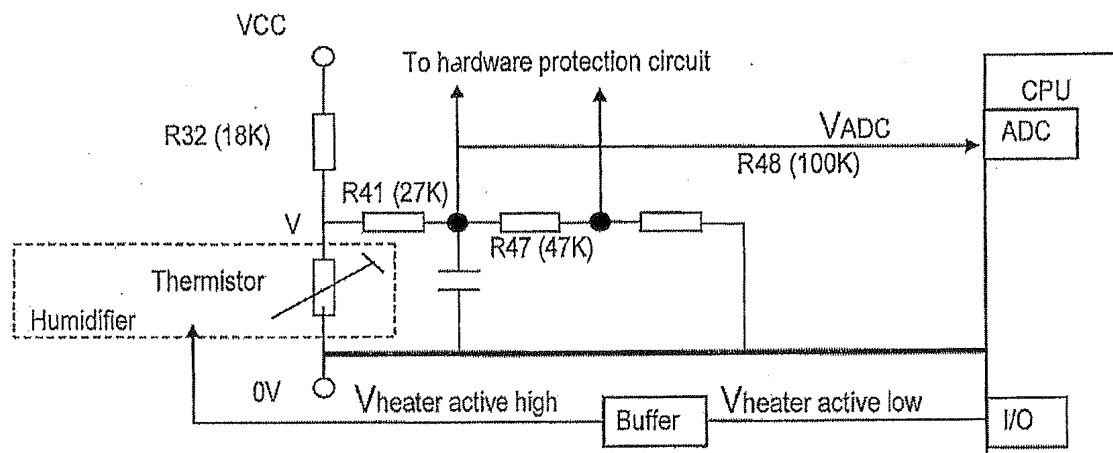 VCC
To hardware protection circuit
CPU
R32 (18K)
VADC
ADC
R48 (100K)
R41 (27K)
V
R47 (47K)
Thermistor
Humidifier
0V
Vheater active high
Buffer
Vheater active low
I/O